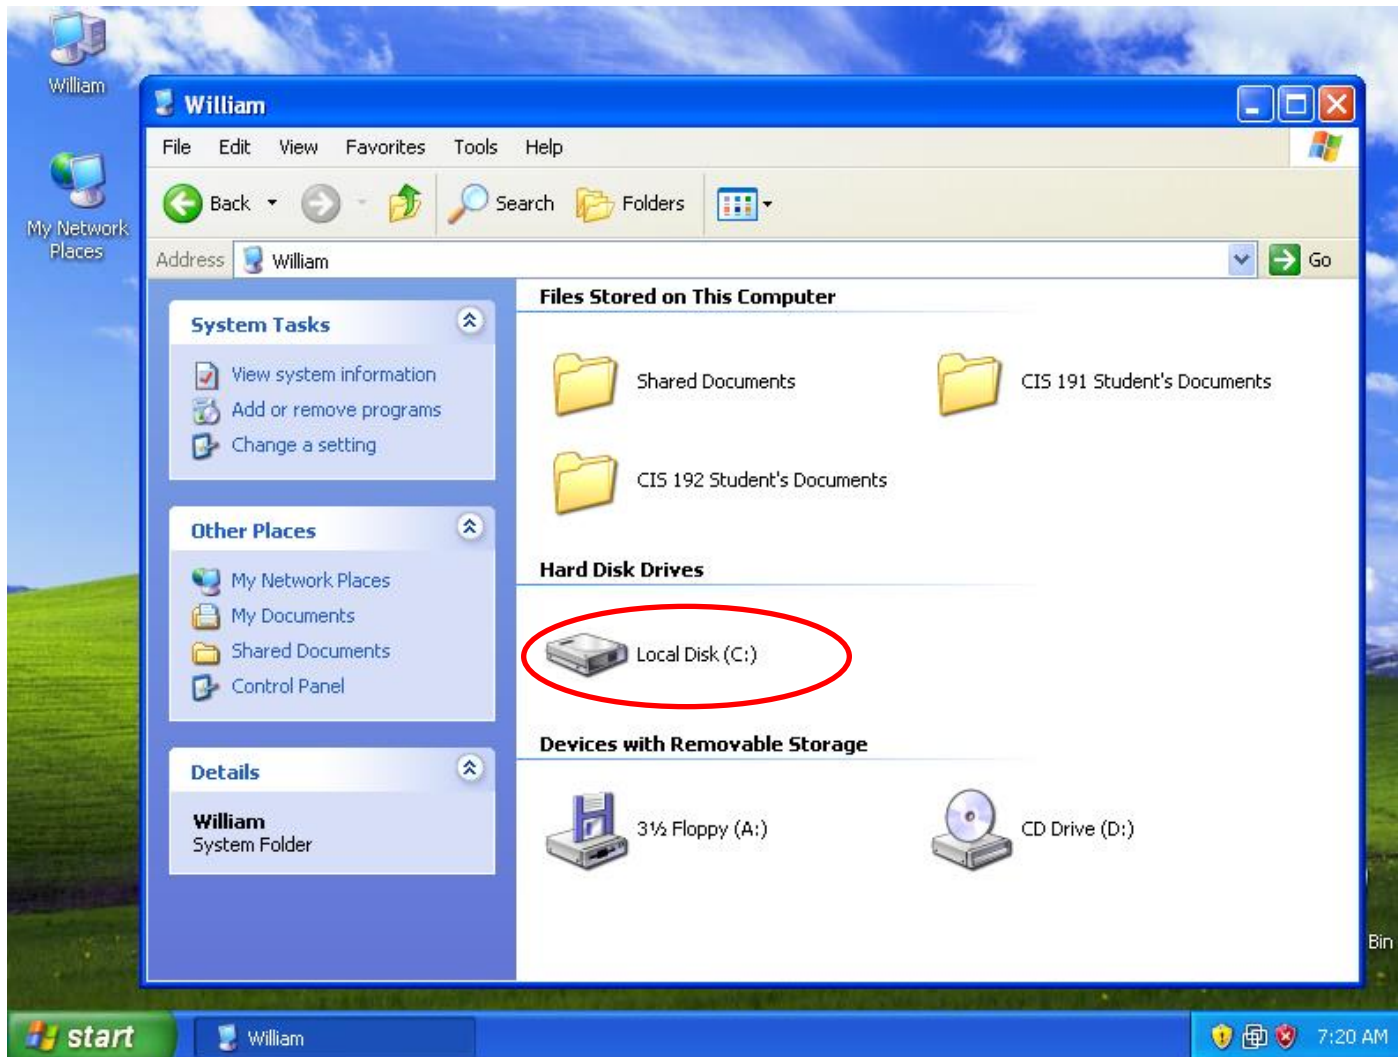 William
My Network
Places
William
File Edit View Favorites Tools Help
Back Search Folders
Address William Go
System Tasks
View system information
Add or remove programs
Change a setting
Other Places
My Network Places
My Documents
Shared Documents
Control Panel
Details
William
System Folder
Files Stored on This Computer
Shared Documents CIS 191 Student's Documents
CIS 192 Student's Documents
Hard Disk Drives
Local Disk (C:)
Devices with Removable Storage
3½ Floppy (A:) CD Drive (D:)
Bin
start William 7:20 AM